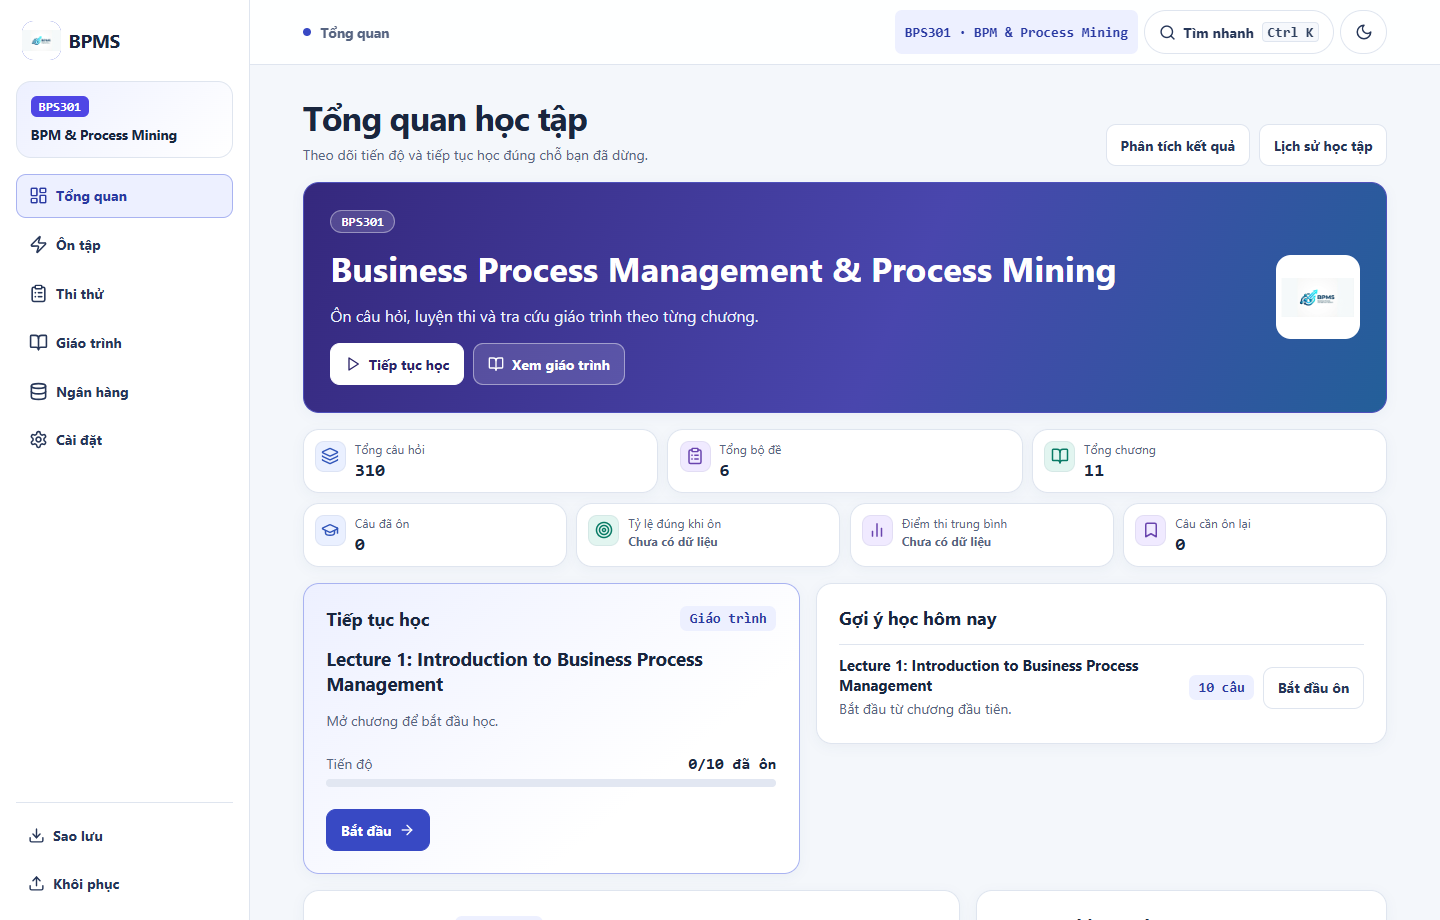 BPMS
BPS301
BPM & Process Mining
Tổng quan
Ôn tập
Thi thử
Giáo trình
Ngân hàng
Cài đặt
Sao lưu
Khôi phục
Tổng quan
BPS301 · BPM & Process Mining
Tìm nhanh Ctrl K
Tổng quan học tập
Theo dõi tiến độ và tiếp tục học đúng chỗ bạn đã dừng.
Phân tích kết quả
Lịch sử học tập
BPS301
Business Process Management & Process Mining
Ôn câu hỏi, luyện thi và tra cứu giáo trình theo từng chương.
Tiếp tục học
Xem giáo trình
BPMS
Tổng câu hỏi
310
Tổng bộ đề
6
Tổng chương
11
Câu đã ôn
0
Tỷ lệ đúng khi ôn
Chưa có dữ liệu
Điểm thi trung bình
Chưa có dữ liệu
Câu cần ôn lại
0
Tiếp tục học
Giáo trình
Lecture 1: Introduction to Business Process
Management
Mở chương để bắt đầu học.
Tiến độ
0/10 đã ôn
Bắt đầu
Gợi ý học hôm nay
Lecture 1: Introduction to Business Process
Management
Bắt đầu từ chương đầu tiên.
10 câu
Bắt đầu ôn